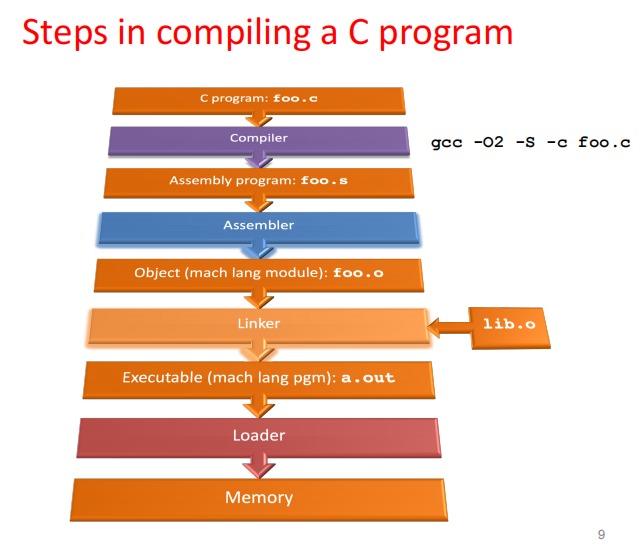 Steps in compiling a C program
C program: foo.c
Compiler
gcc -O2 -S -c foo.c
Assembly program: foo.s
Assembler
Object (mach lang module): foo.o
Linker
lib.o
Executable (mach lang pgm): a.out
Loader
Memory
9